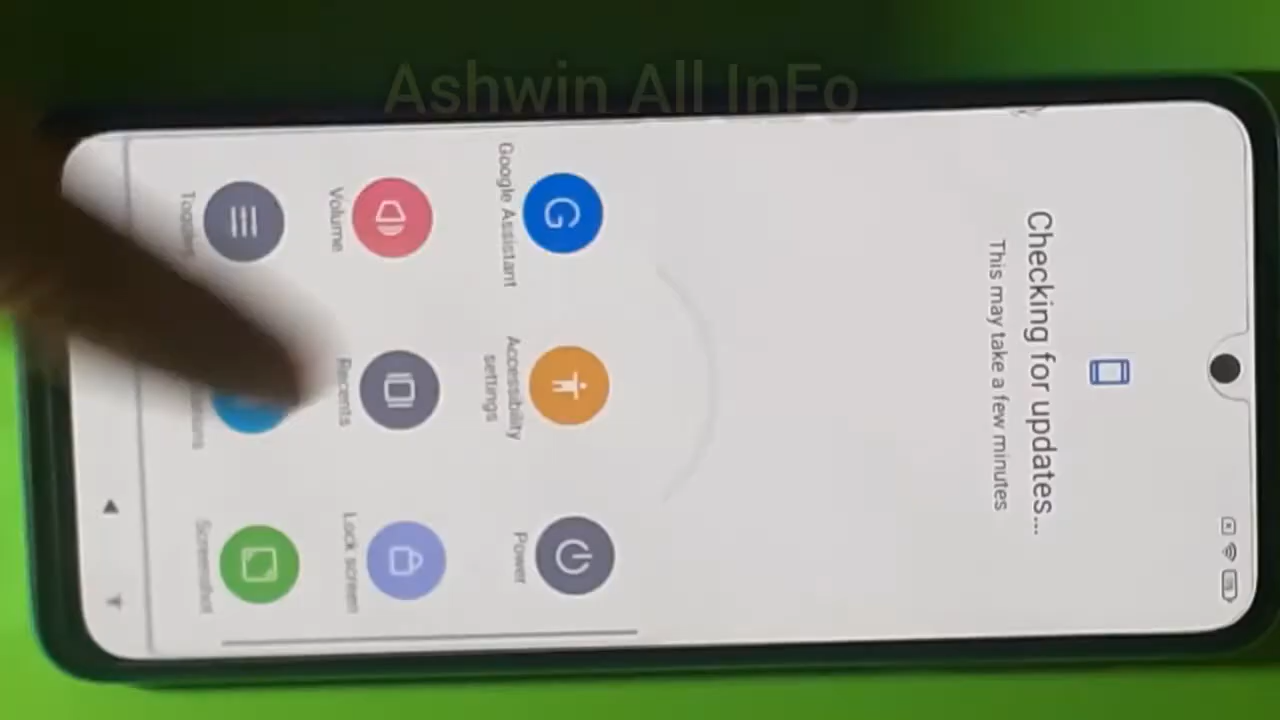 Ashwin All InFo
Checking for updates...
This may take a few minutes
Google Assistant
Accessibility
settings
Power
Volume
Recents
Lock screen
Screenshot